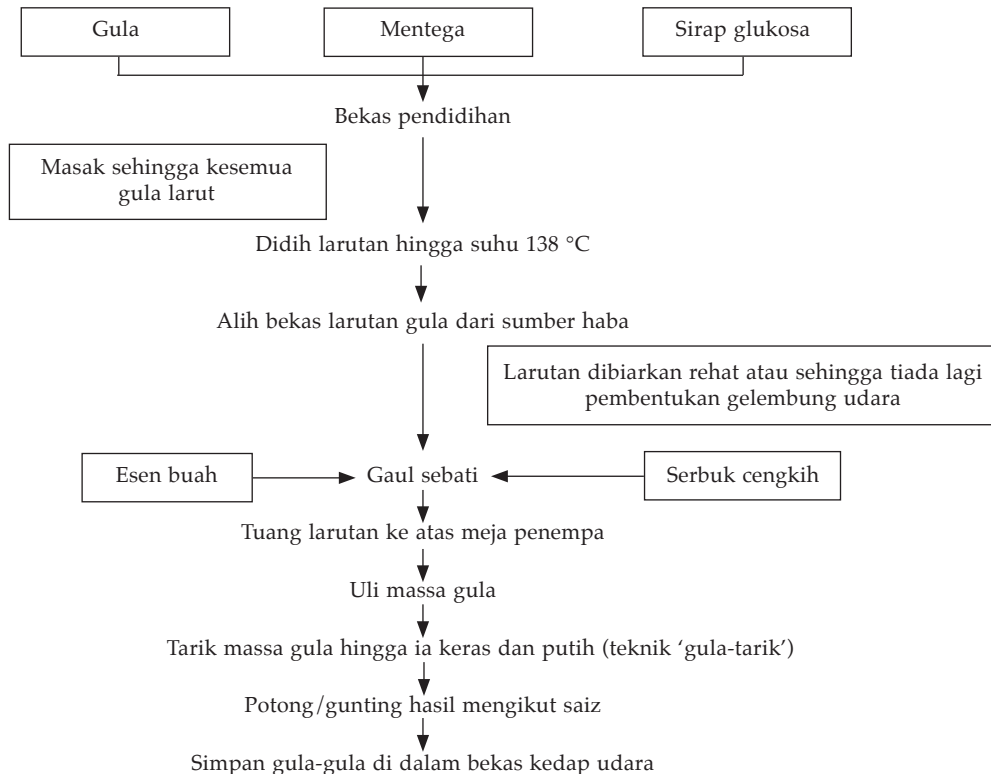 Gula
Mentega
Sirap glukosa
Bekas pendidihan
Masak sehingga kesemua
gula larut
Didih larutan hingga suhu 138 °C
Alih bekas larutan gula dari sumber haba
Larutan dibiarkan rehat atau sehingga tiada lagi
pembentukan gelembung udara
Esen buah
Gaul sebati
Serbuk cengkih
Tuang larutan ke atas meja penempa
Uli massa gula
Tarik massa gula hingga ia keras dan putih (teknik ‘gula-tarik’)
Potong/gunting hasil mengikut saiz
Simpan gula-gula di dalam bekas kedap udara